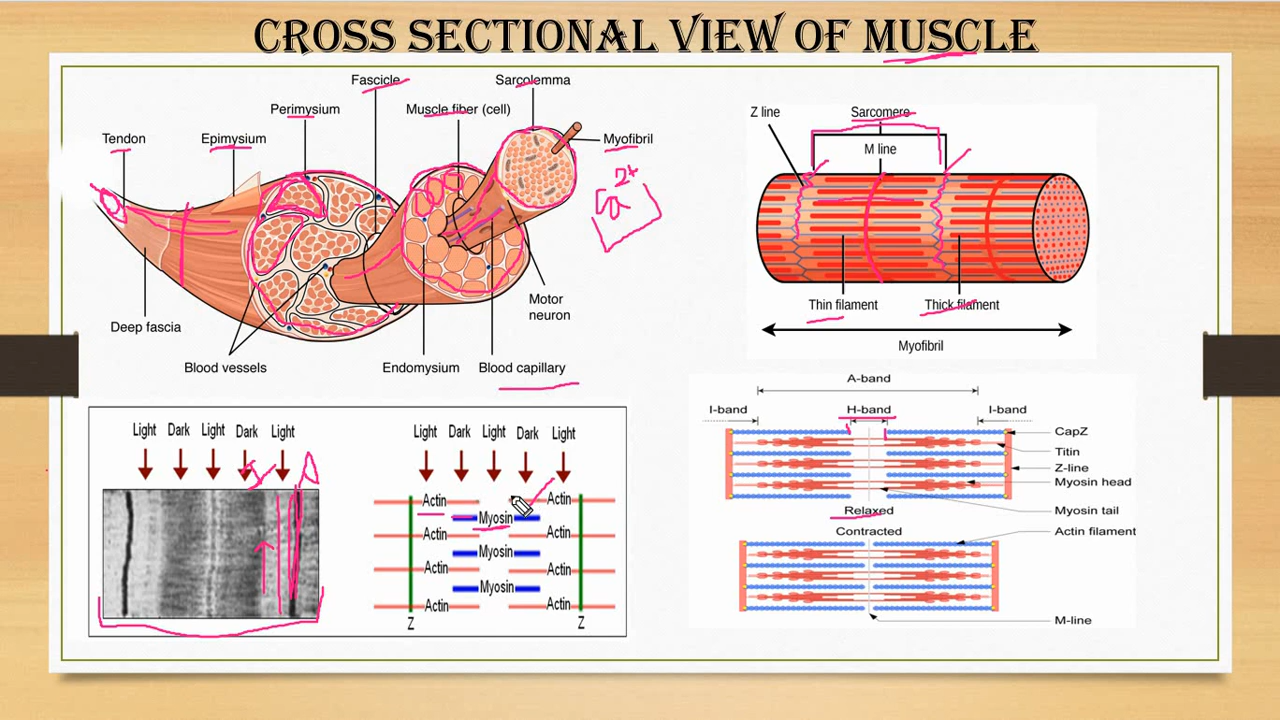 CROSS SECTIONAL VIEW OF MUSCLE
Fascicle
Sarcolemma
Perimysium
Muscle fiber (cell)
Tendon
Epimysium
Myofibril
Ca2+
Deep fascia
Motor
neuron
Blood vessels
Endomysium
Blood capillary
Z line
Sarcomere
M line
Thin filament
Thick filament
Myofibril
Light Dark Light Dark Light
I A
Light Dark Light Dark Light
Actin Actin
Myosin
Actin Actin
Myosin
Actin Actin
Myosin
Actin Actin
Z Z
A-band
I-band H-band I-band
CapZ
Titin
Z-line
Myosin head
Myosin tail
Relaxed
Contracted
Actin filament
M-line